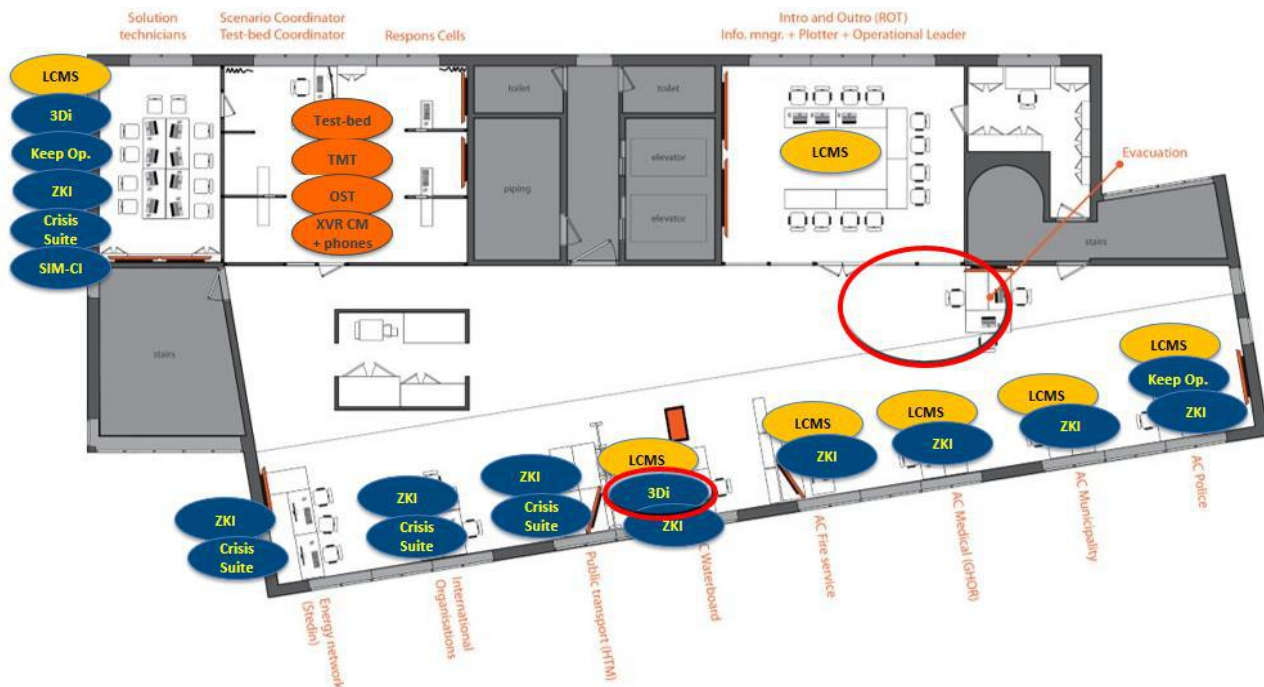 Solution
technicians
Scenario Coordinator
Test-bed Coordinator
Respons Cells
Intro and Outro (ROT)
Info. mngr. + Plotter + Operational Leader
LCMS
3Di
Keep Op.
ZKI
Crisis
Suite
SIM-CI
Test-bed
TMT
OST
XVR CM
+ phones
toilet
piping
toilet
elevator
elevator
LCMS
Evacuation
stairs
stairs
ZKI
Crisis
Suite
ZKI
Crisis
Suite
ZKI
Crisis
Suite
LCMS
3Di
ZKI
LCMS
ZKI
LCMS
ZKI
LCMS
ZKI
LCMS
Keep Op.
ZKI
Energy network
(Stedin)
International
Organisations
Public transport (HTM)
Waterboard
AC Fire service
AC Medical (GHOR)
AC Municipality
AC Police